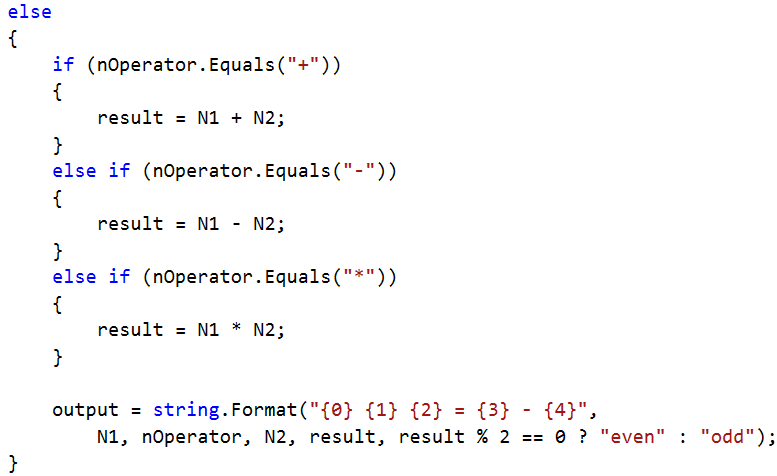 else
{
    if (nOperator.Equals("+"))
    {
        result = N1 + N2;
    }
    else if (nOperator.Equals("-"))
    {
        result = N1 - N2;
    }
    else if (nOperator.Equals("*"))
    {
        result = N1 * N2;
    }

    output = string.Format("{0} {1} {2} = {3} - {4}",
        N1, nOperator, N2, result, result % 2 == 0 ? "even" : "odd");
}